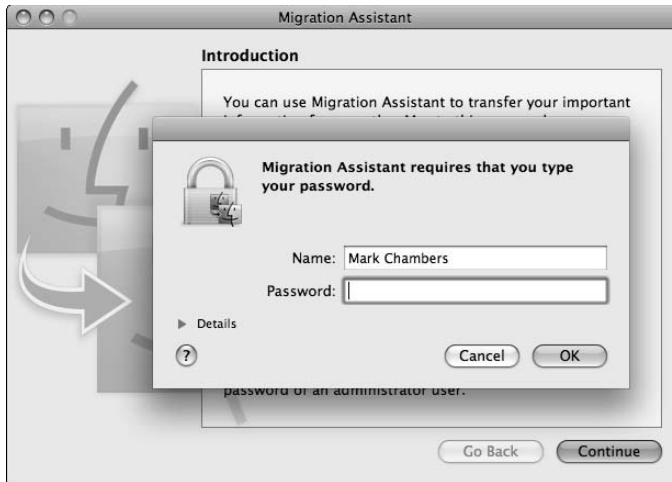 Migration Assistant
Introduction
You can use Migration Assistant to transfer your important
Migration Assistant requires that you type
your password.
Name: Mark Chambers
Password:
Details
?
Cancel OK
password of an administrator user.
Go Back Continue